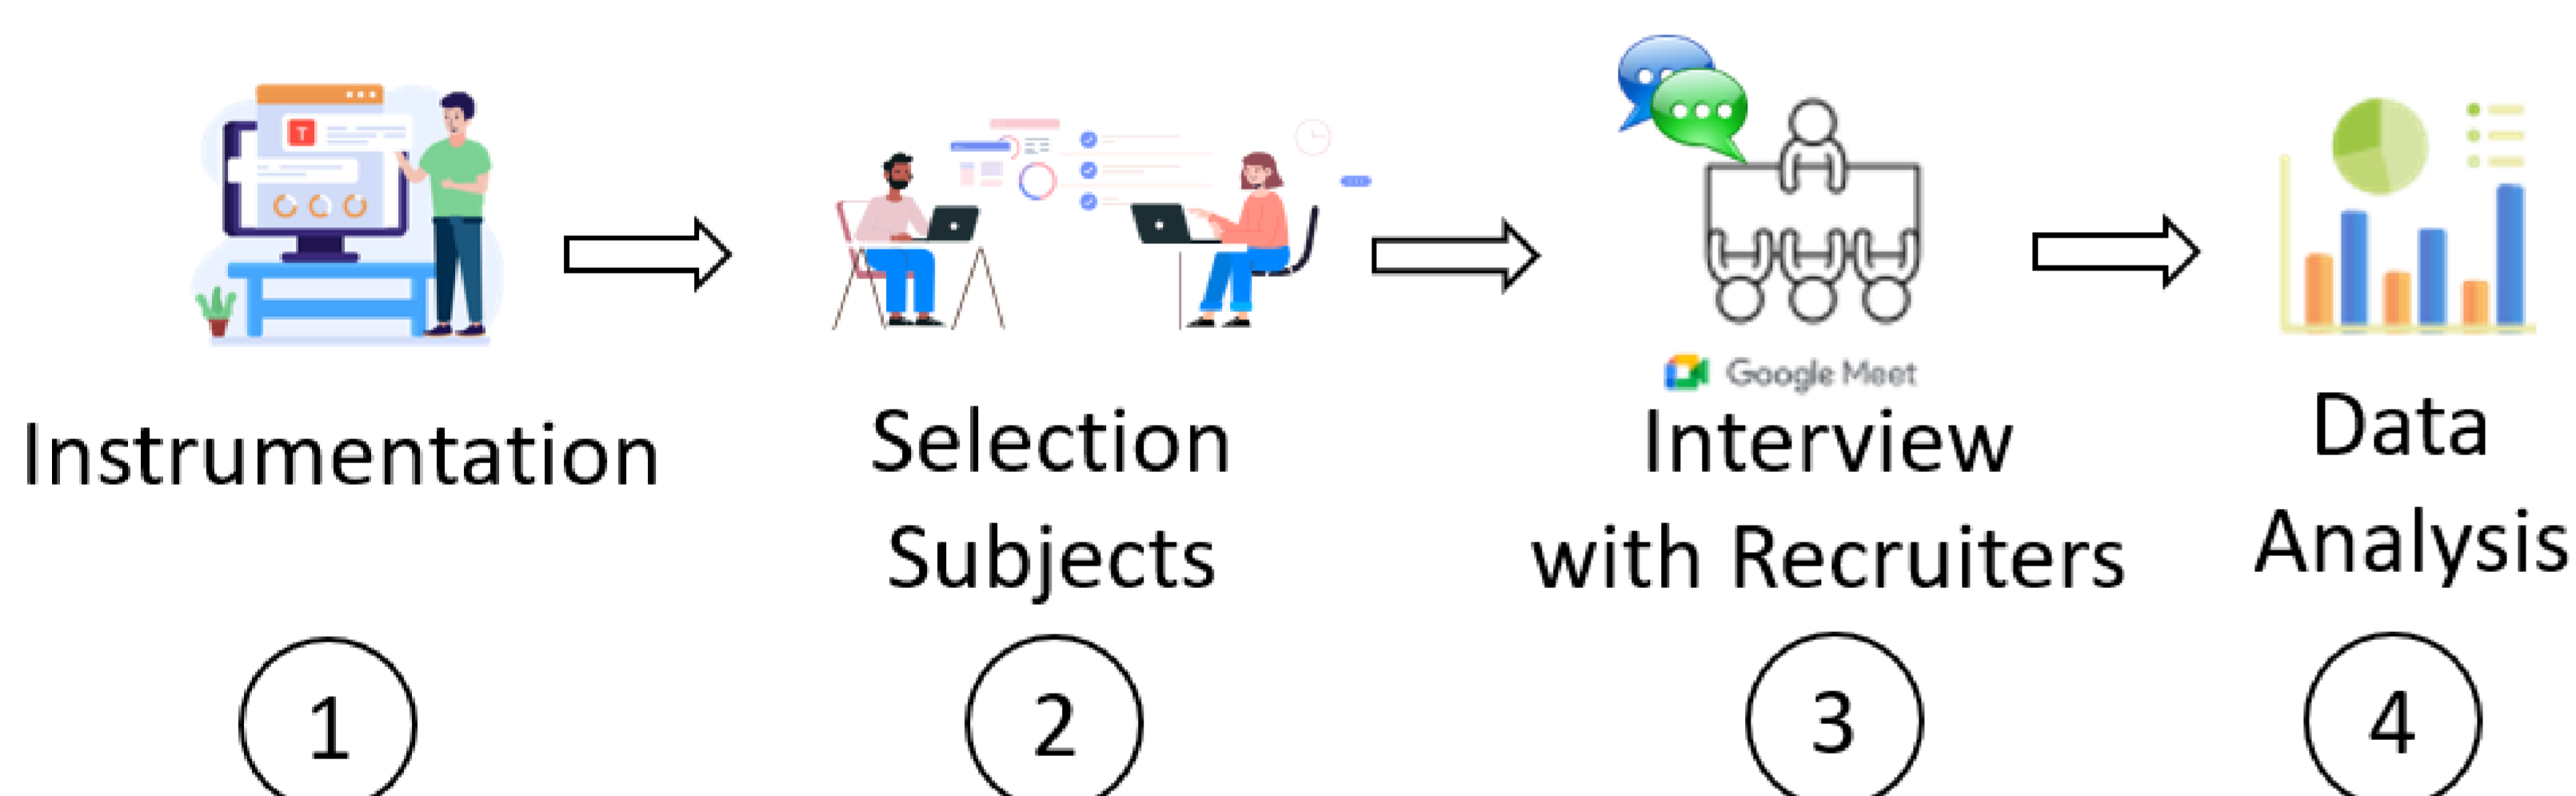 T
Google Meet
Instrumentation
Selection
Subjects
Interview
with Recruiters
Data
Analysis
1
2
3
4